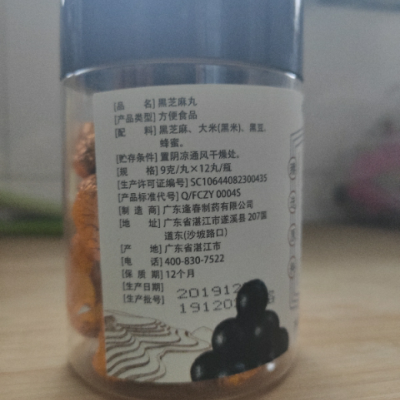 [品 名] 黑芝麻丸
[产品类型] 方便食品
[配 料] 黑芝麻、大米(黑米)、黑豆、
蜂蜜。
[贮存条件] 置阴凉通风干燥处。
[规 格] 9克/丸×12丸/瓶
[生产许可证编号] SC10644082300435
[产品标准代号] Q/FCZY 0004S
[制 造 商] 广东逢春制药有限公司
[地 址] 广东省湛江市遂溪县 207国
道东(沙坡路口)
[产 地] 广东省湛江市
[电 话] 400-830-7522
[保 质 期] 12个月
[生产日期] 201912
[生产批号] 19120